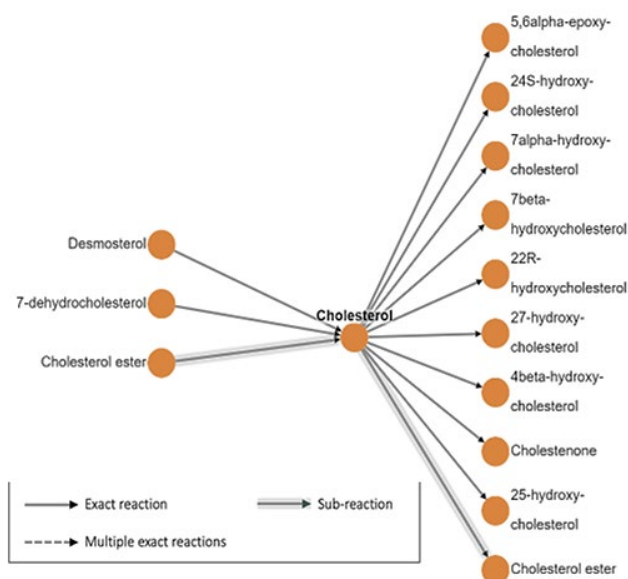 5,6alpha-epoxy-
cholesterol
24S-hydroxy-
cholesterol
7alpha-hydroxy-
cholesterol
7beta-
hydroxycholesterol
Desmosterol
22R-
hydroxycholesterol
7-dehydrocholesterol
Cholesterol
27-hydroxy-
cholesterol
Cholesterol ester
4beta-hydroxy-
cholesterol
Cholestenone
25-hydroxy-
cholesterol
Cholesterol ester
Exact reaction
Sub-reaction
Multiple exact reactions